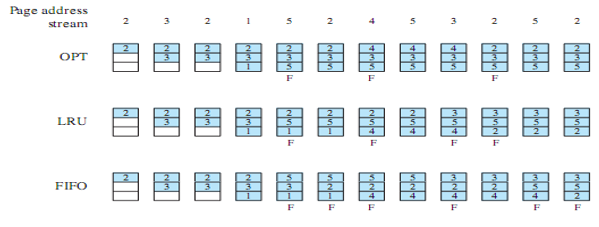 Page address
stream 2 3 2 1 5 2 4 5 3 2 5 2
2 2 2 2 2 2 4 4 4 2 2 2
OPT 3 3 3 3 3 3 3 3 3 3 3
1 5 5 5 5 5 5 5 5
F F F
2 2 2 2 2 2 2 2 3 3 3 3
LRU 3 3 3 5 5 5 5 5 5 5 5
1 1 1 4 4 4 2 2 2
F F F F
2 2 2 2 5 5 5 5 3 3 3 3
FIFO 3 3 3 3 2 2 2 2 2 5 5
1 1 1 4 4 4 4 4 2
F F F F F F